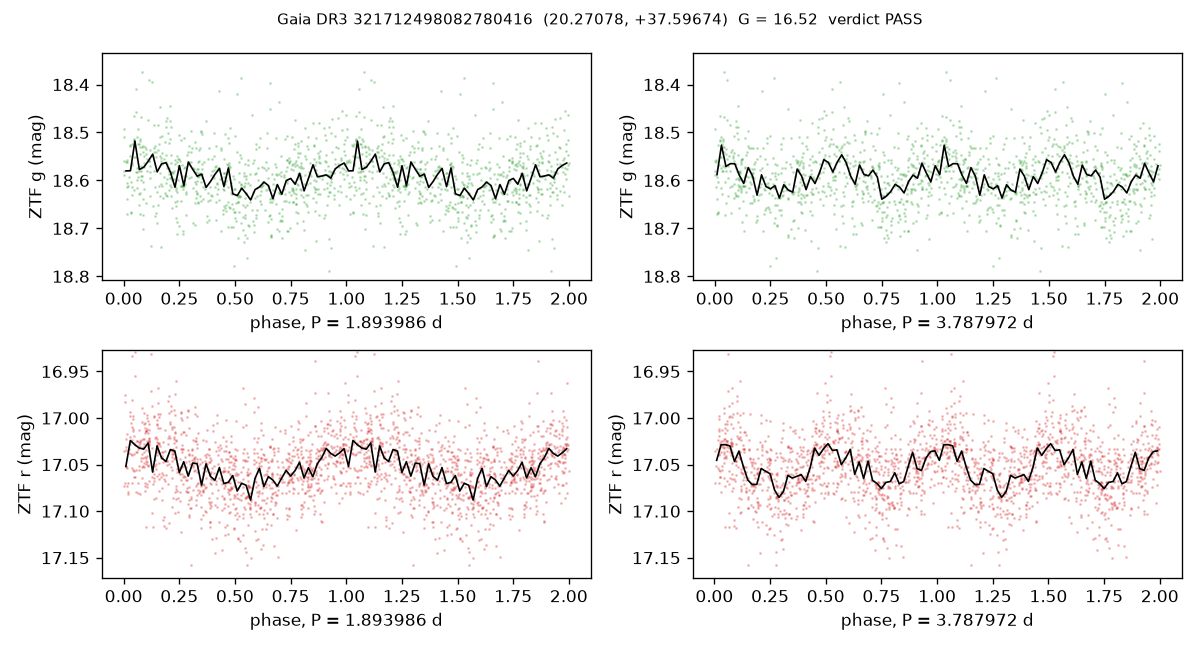 Gaia DR3 321712498082780416 (20.27078, +37.59674) G = 16.52 verdict PASS
ZTF g (mag)
18.4
18.5
18.6
18.7
18.8
0.00 0.25 0.50 0.75 1.00 1.25 1.50 1.75 2.00
phase, P = 1.893986 d
ZTF g (mag)
18.4
18.5
18.6
18.7
18.8
0.00 0.25 0.50 0.75 1.00 1.25 1.50 1.75 2.00
phase, P = 3.787972 d
ZTF r (mag)
16.95
17.00
17.05
17.10
17.15
0.00 0.25 0.50 0.75 1.00 1.25 1.50 1.75 2.00
phase, P = 1.893986 d
ZTF r (mag)
16.95
17.00
17.05
17.10
17.15
0.00 0.25 0.50 0.75 1.00 1.25 1.50 1.75 2.00
phase, P = 3.787972 d